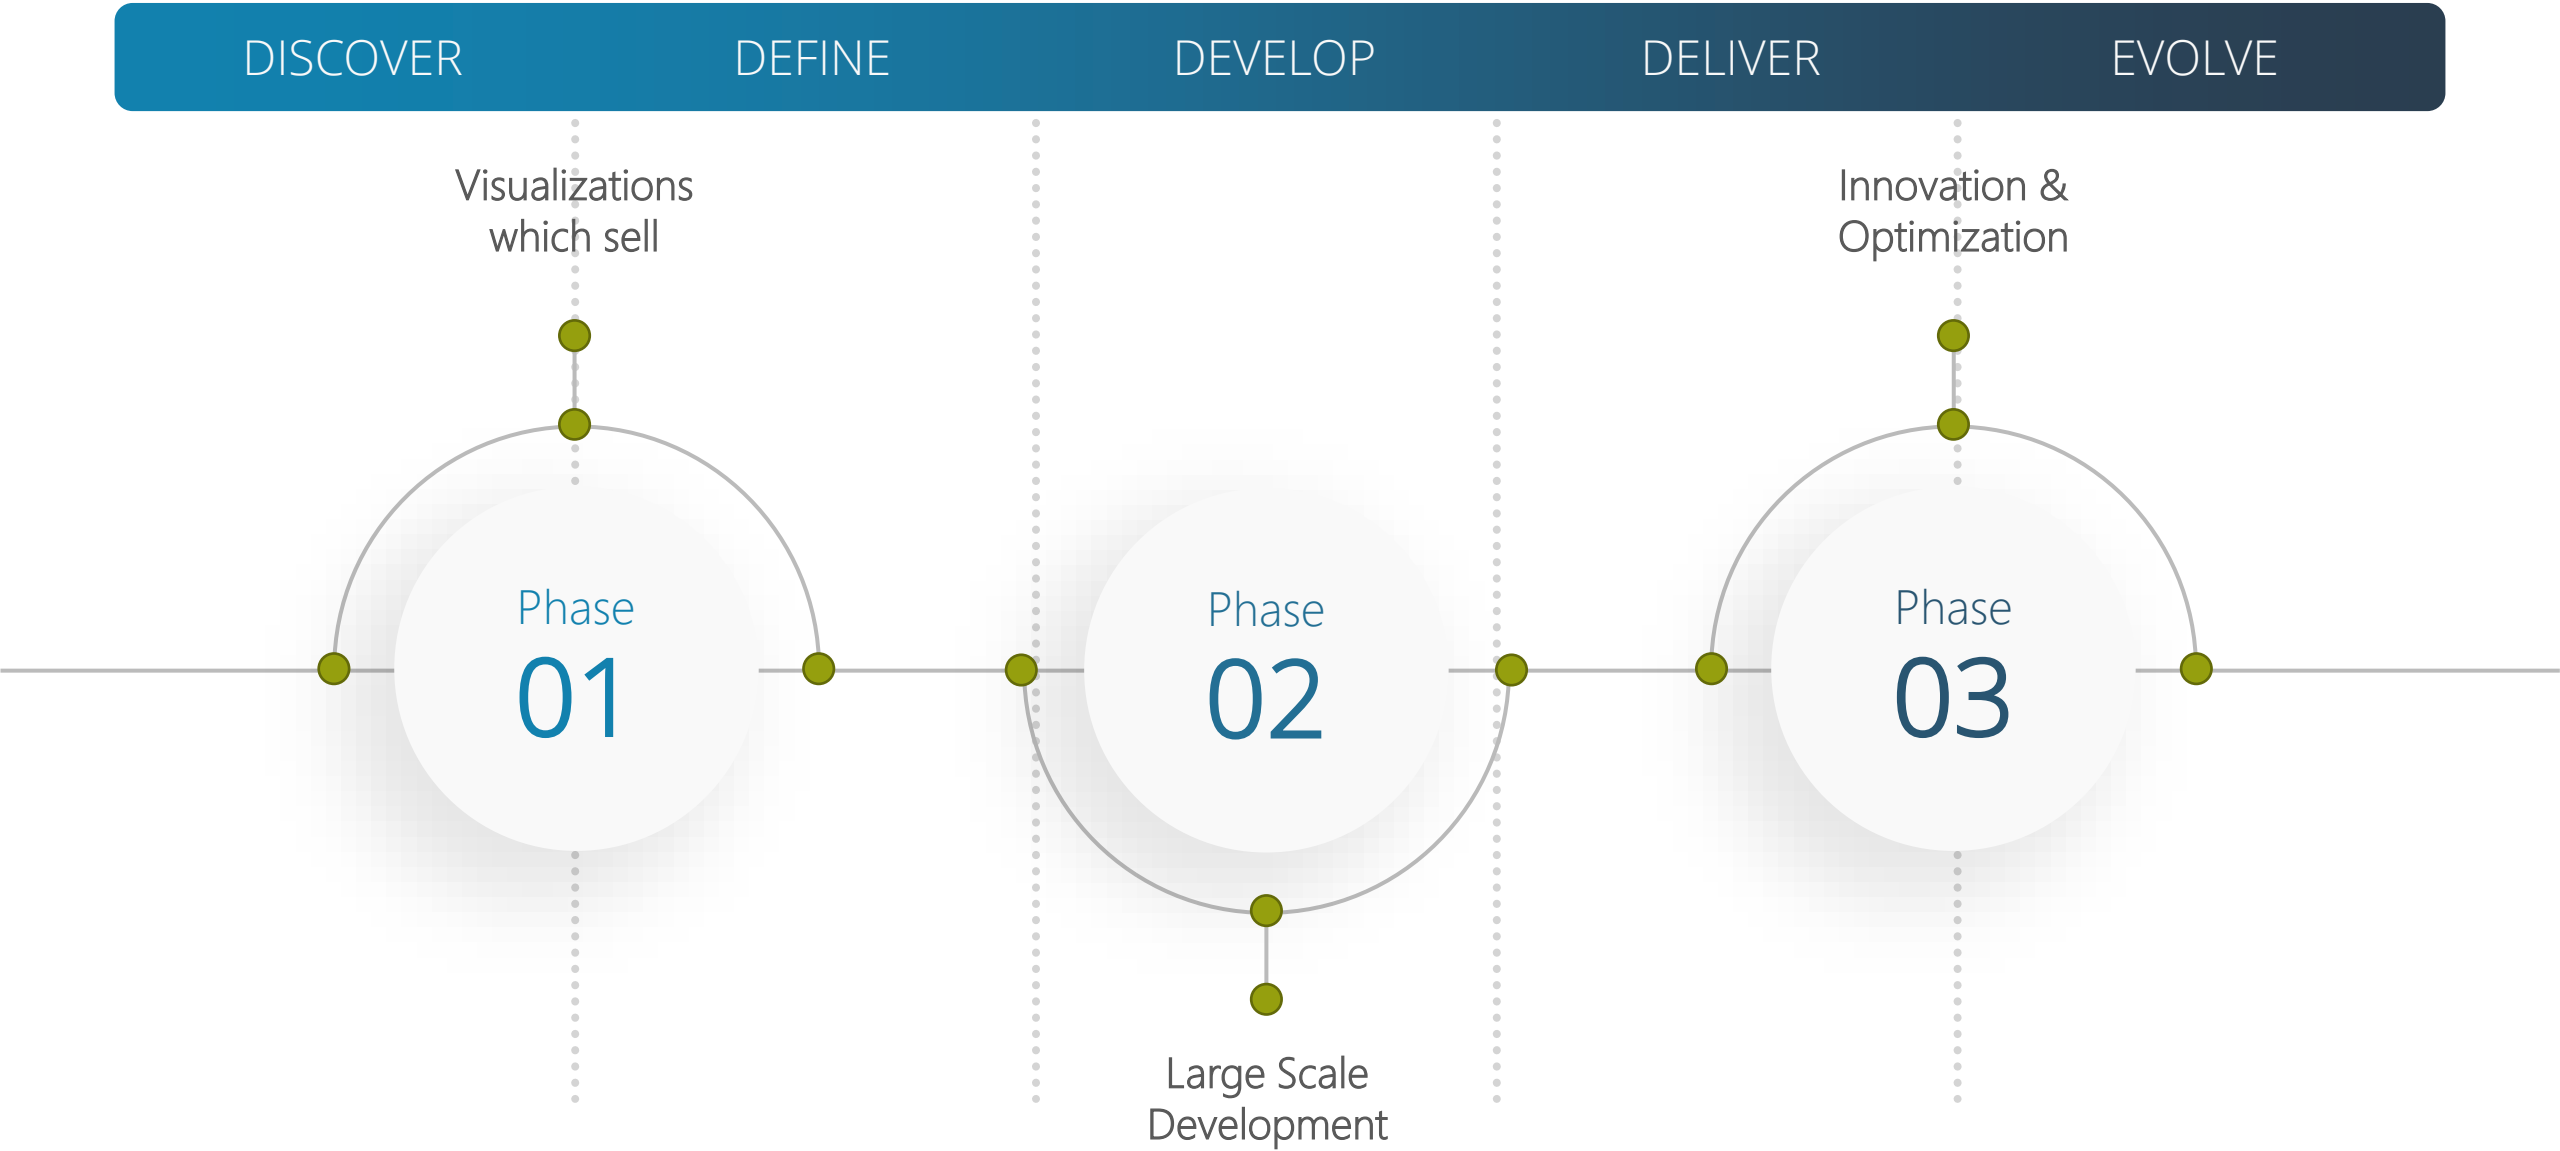 DISCOVER DEFINE DEVELOP DELIVER EVOLVE
Visualizations
which sell
Innovation &
Optimization
Phase
01
Phase
02
Phase
03
Large Scale
Development